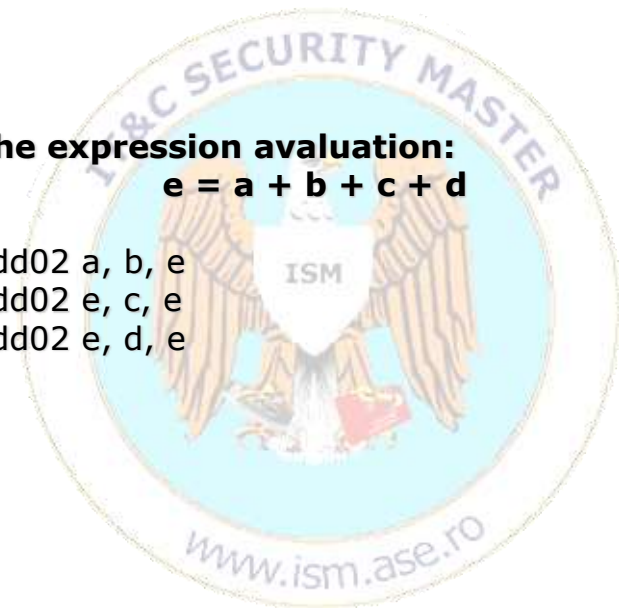 IT&C SECURITY MASTER
he expression avaluation:
e = a + b + c + d
dd02 a, b, e
ISM
dd02 e, c, e
dd02 e, d, e
www.ism.ase.ro